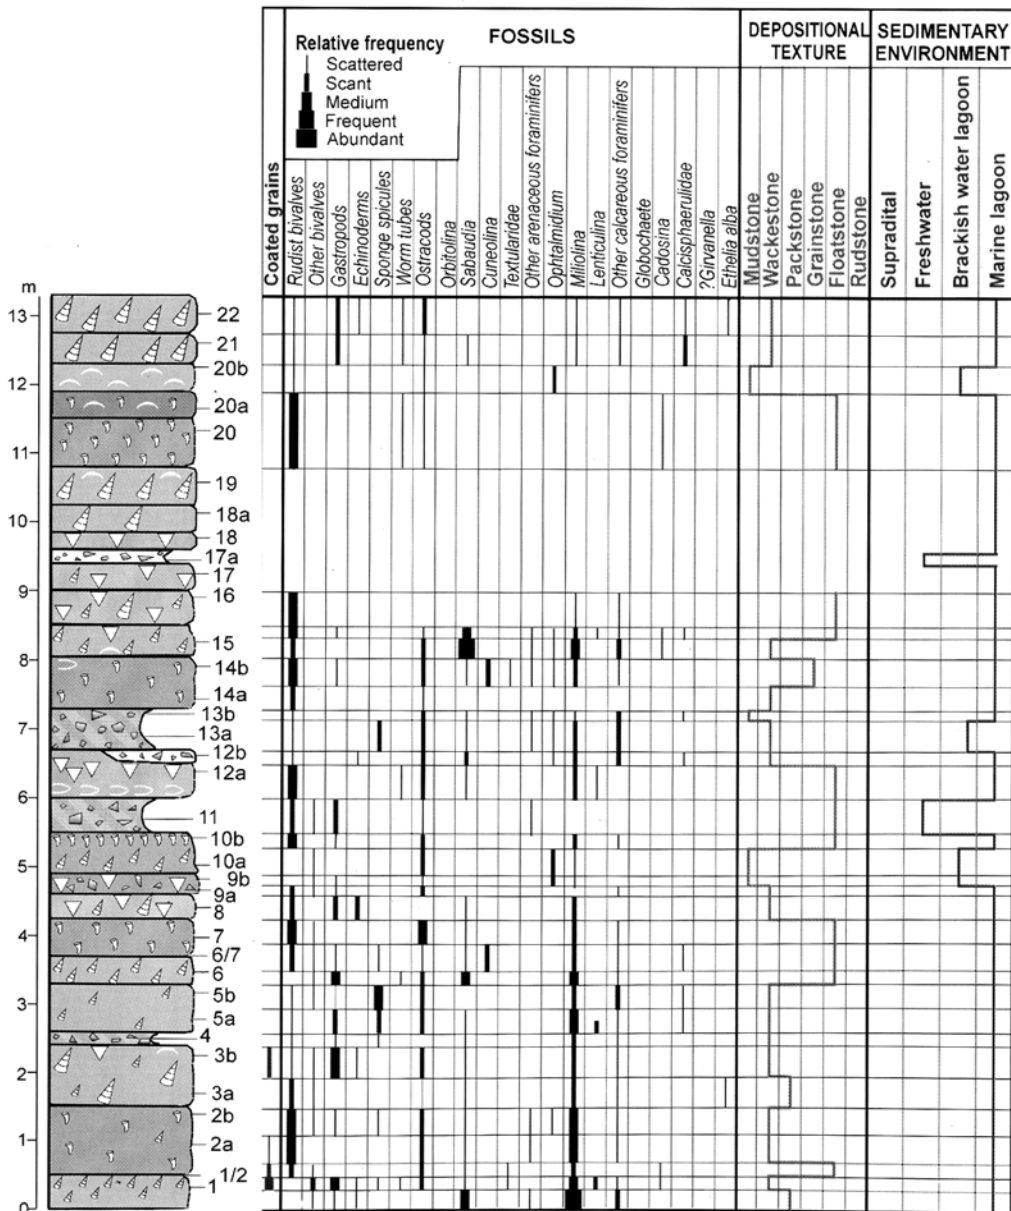 FOSSILS
DEPOSITIONAL
TEXTURE
SEDIMENTARY
ENVIRONMENT
Relative frequency
Scattered
Scant
Medium
Frequent
Abundant
Coated grains
Rudist bivalves
Other bivalves
Gastropods
Echinoderms
Sponge spicules
Worm tubes
Ostracods
Orbitolina
Sabaudia
Cuneolina
Textularidae
Other arenaceous foraminifers
Ophtalmidium
Miliolina
Lenticulina
Other calcareous foraminifers
Globochaete
Cadosina
Calcisphaerulidae
?Girvanella
Ethelia alba
Mudstone
Wackestone
Packstone
Grainstone
Floatstone
Rudstone
Supradital
Freshwater
Brackish water lagoon
Marine lagoon
m
13
12
11
10
9
8
7
6
5
4
3
2
1
0
22
21
20b
20a
20
19
18a
18
17a
17
16
15
14b
14a
13b
13a
12b
12a
11
10b
10a
9b
9a
8
7
6/7
6
5b
5a
4
3b
3a
2b
2a
1/2
1